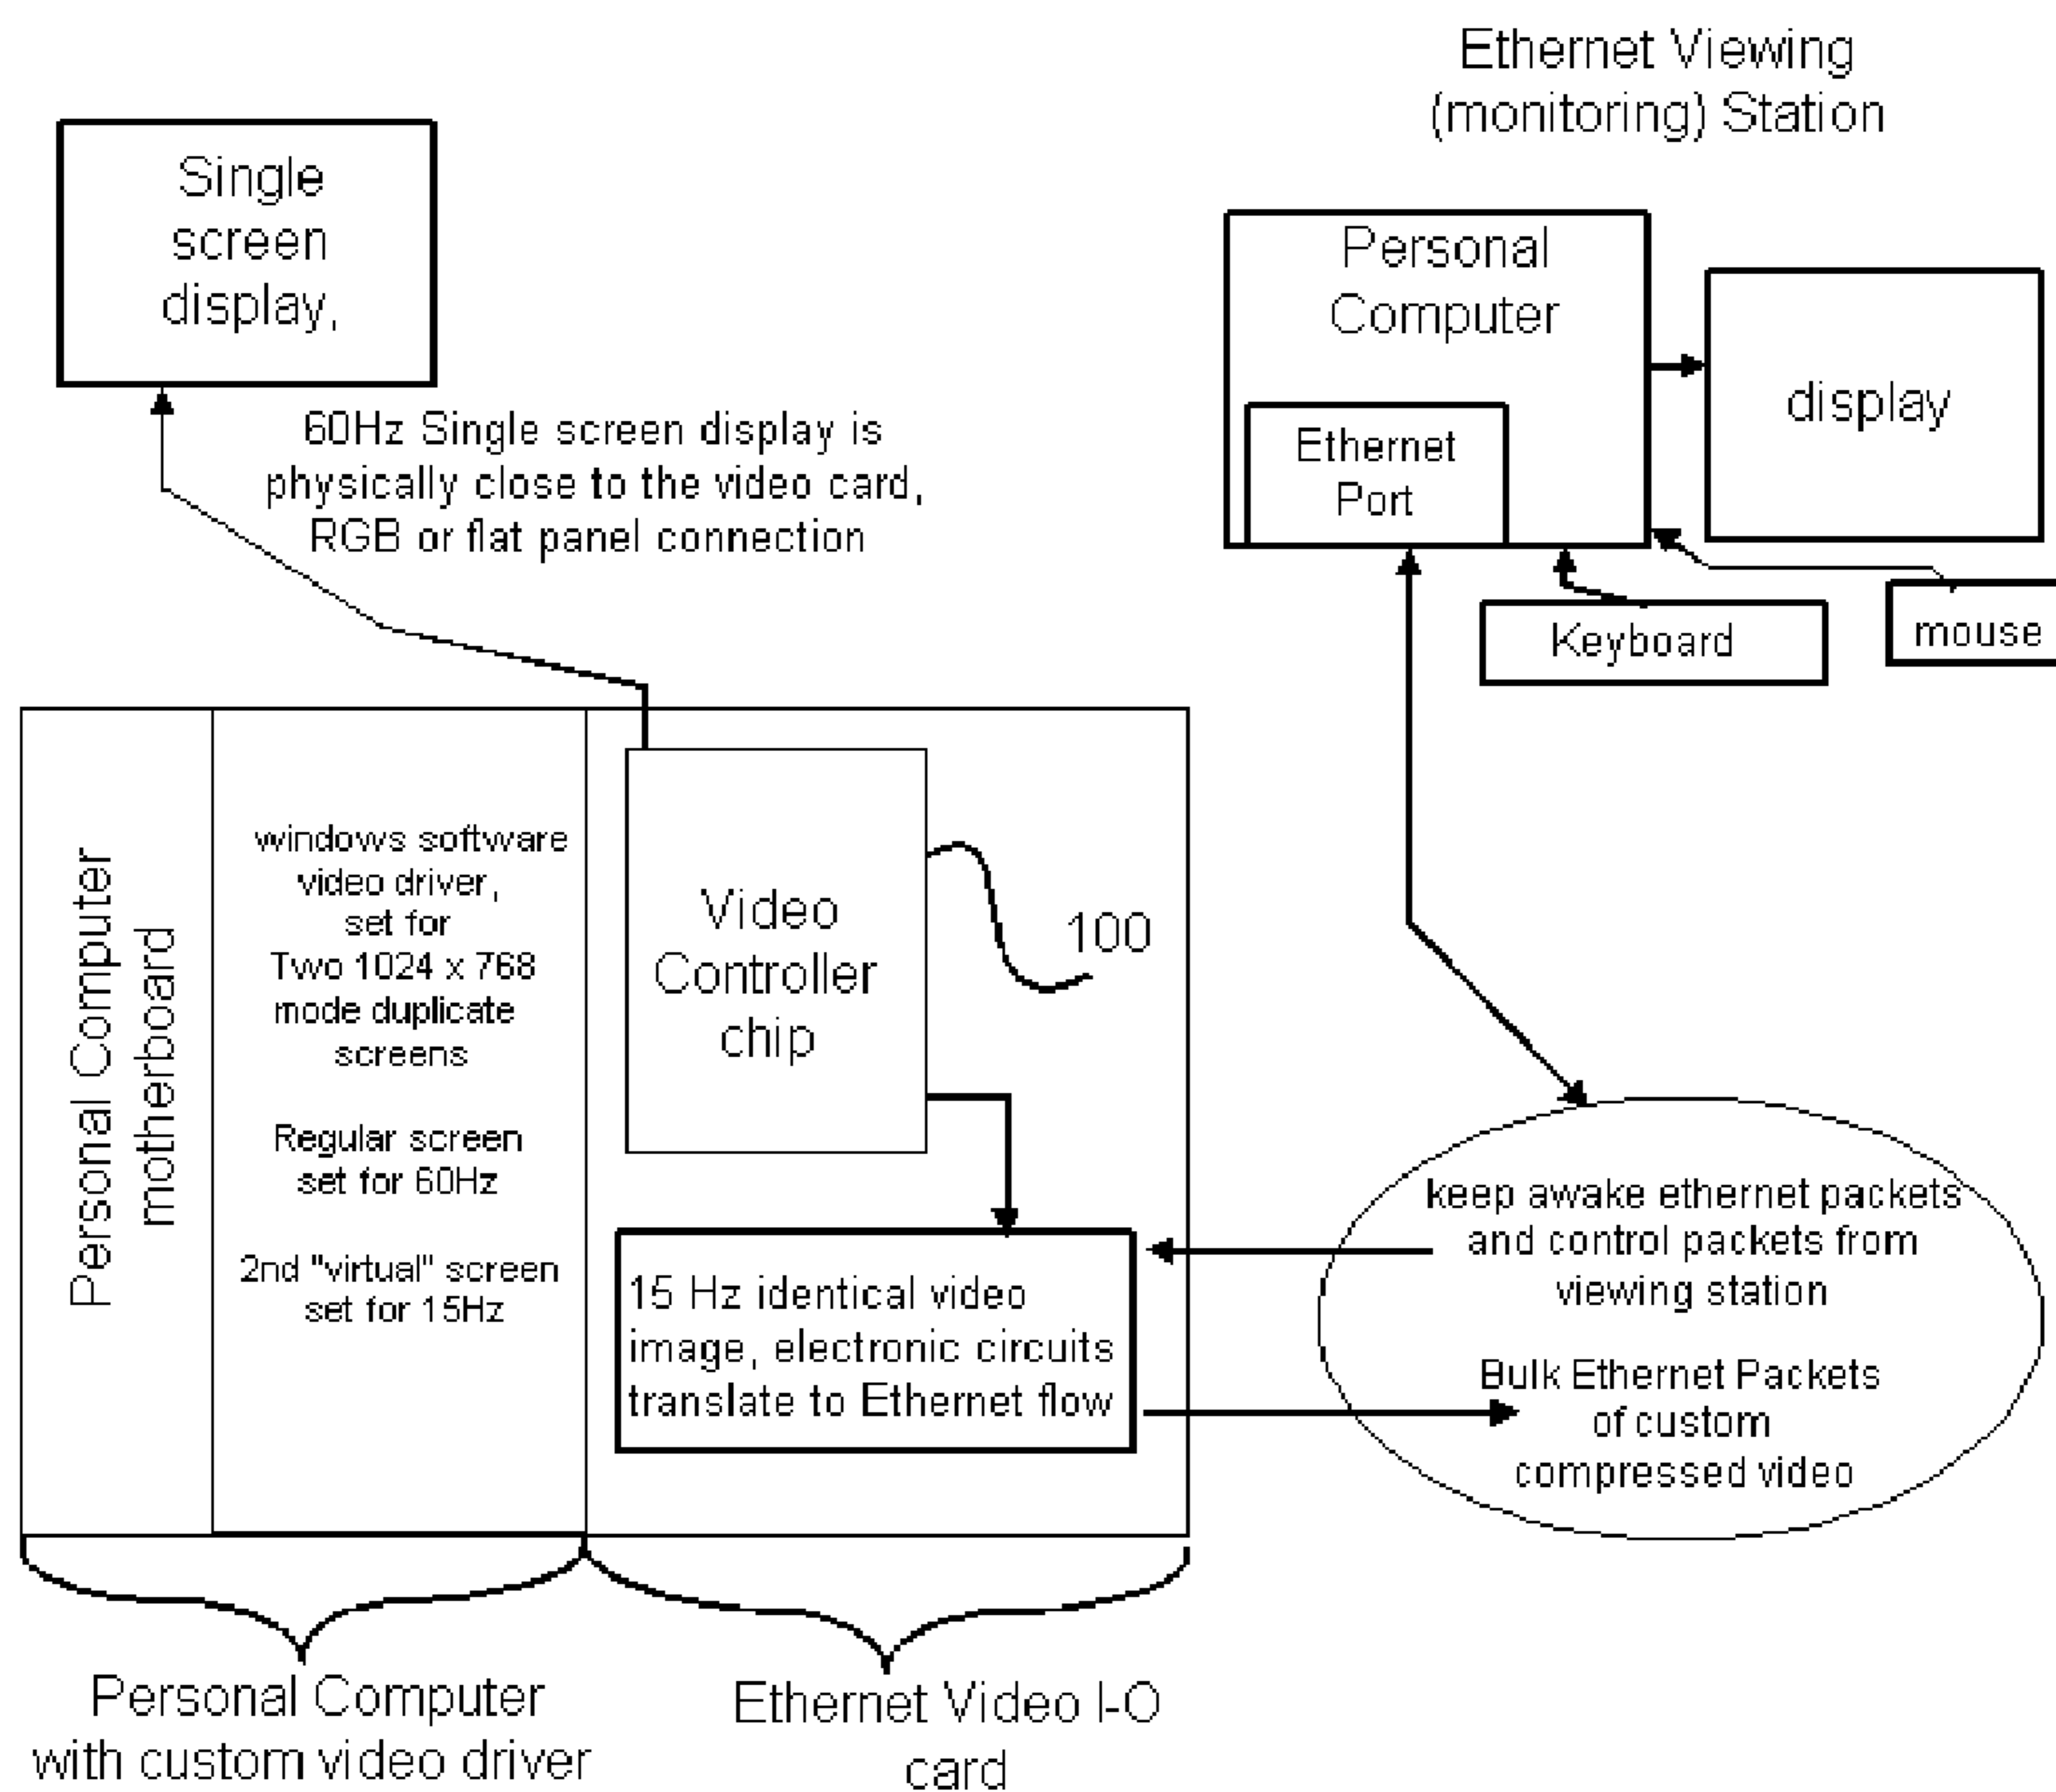 Ethernet Viewing
(monitoring) Station
Single
screen
display,
Personal
Computer
Ethernet
Port
display
Keyboard
mouse
60Hz Single screen display is
physically close to the video card,
RGB or flat panel connection
Personal Computer
motherboard
windows software
video driver,
set for
Two 1024 x 768
mode duplicate
screens
Regular screen
set for 60Hz
2nd "virtual" screen
set for 15Hz
Video
Controller
chip
100
15 Hz identical video
image, electronic circuits
translate to Ethernet flow
keep awake ethernet packets
and control packets from
viewing station
Bulk Ethernet Packets
of custom
compressed video
Personal Computer
with custom video driver
Ethernet Video I-O
card